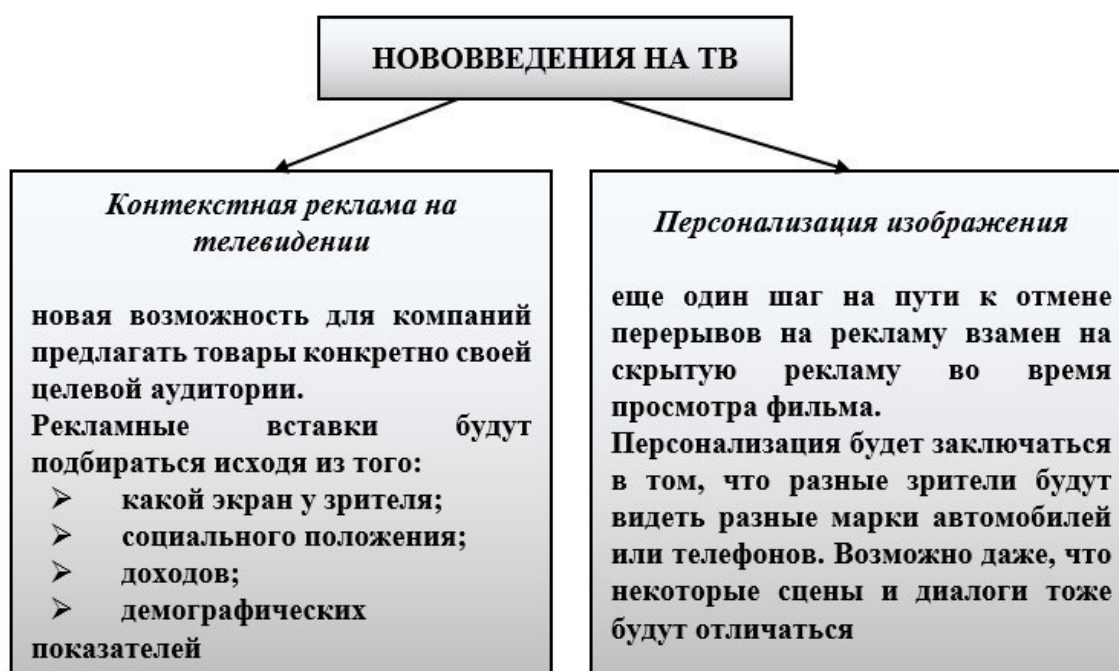 НОВОВВЕДЕНИЯ НА ТВ
Контекстная реклама на
телевидении
новая возможность для компаний
предлагать товары конкретно своей
целевой аудитории.
Рекламные вставки будут
подбираться исходя из того:
➢ какой экран у зрителя;
➢ социального положения;
➢ доходов;
➢ демографических
показателей
Персонализация изображения
еще один шаг на пути к отмене
перерывов на рекламу взамен на
скрытую рекламу во время
просмотра фильма.
Персонализация будет заключаться
в том, что разные зрители будут
видеть разные марки автомобилей
или телефонов. Возможно даже, что
некоторые сцены и диалоги тоже
будут отличаться